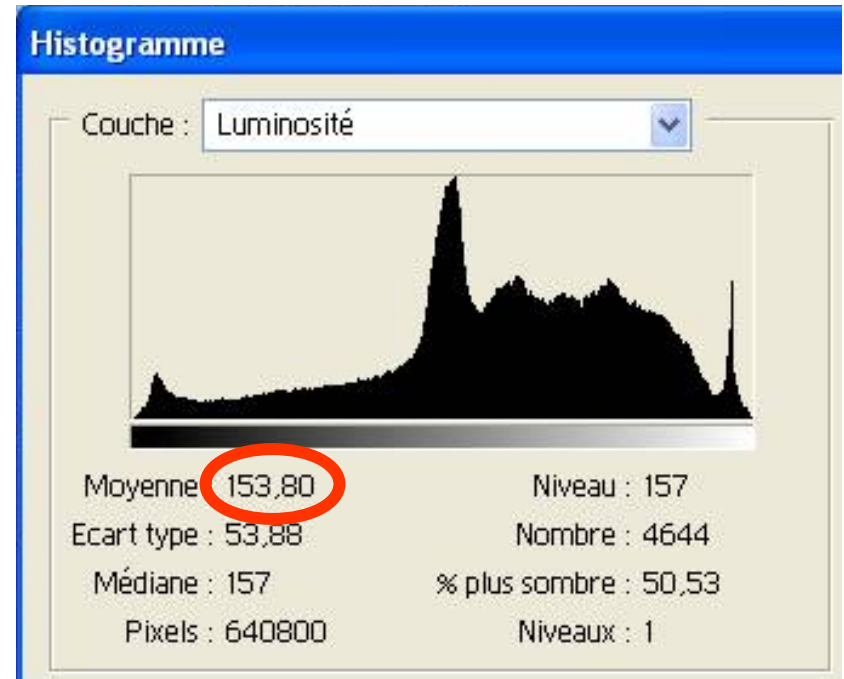 Histogramme
Couche : Luminosité
Moyenne 153,80 Niveau : 157
Ecart type : 53,88 Nombre : 4644
Médiane : 157 % plus sombre : 50,53
Pixels : 640800 Niveaux : 1